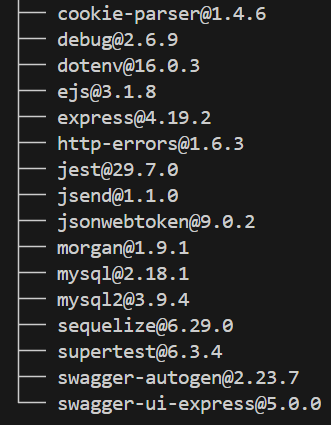 ├── cookie-parser@1.4.6
├── debug@2.6.9
├── dotenv@16.0.3
├── ejs@3.1.8
├── express@4.19.2
├── http-errors@1.6.3
├── jest@29.7.0
├── jsend@1.1.0
├── jsonwebtoken@9.0.2
├── morgan@1.9.1
├── mysql@2.18.1
├── mysql2@3.9.4
├── sequelize@6.29.0
├── supertest@6.3.4
├── swagger-autogen@2.23.7
└── swagger-ui-express@5.0.0